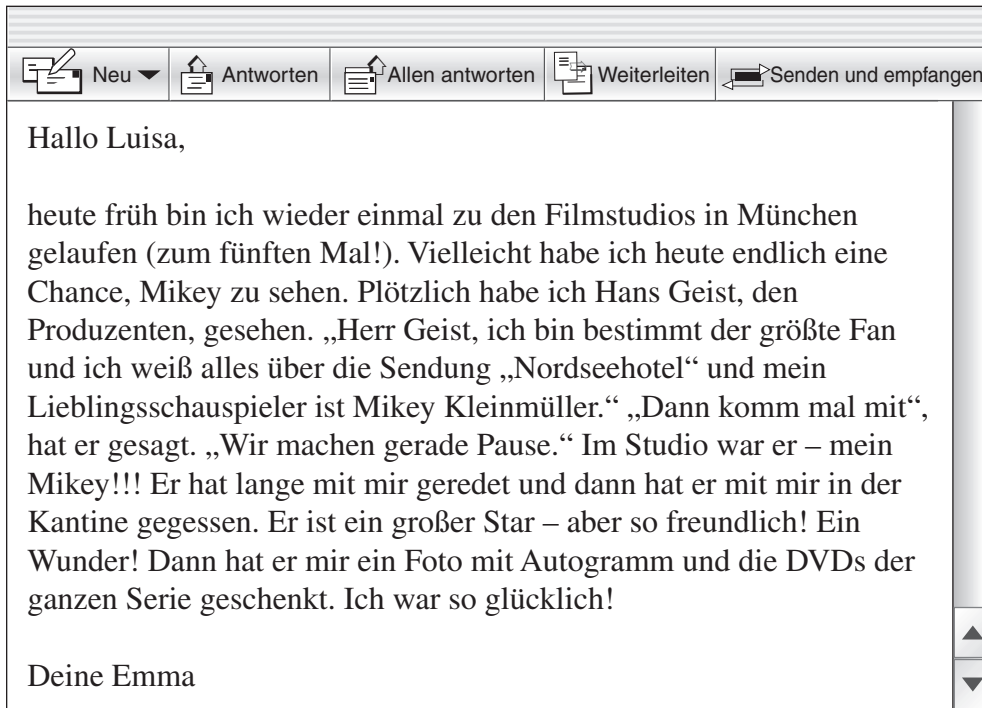 Neu Antworten Allen antworten Weiterleiten Senden und empfangen
Hallo Luisa,
heute früh bin ich wieder einmal zu den Filmstudios in München
gelaufen (zum fünften Mal!). Vielleicht habe ich heute endlich eine
Chance, Mikey zu sehen. Plötzlich habe ich Hans Geist, den
Produzenten, gesehen. „Herr Geist, ich bin bestimmt der größte Fan
und ich weiß alles über die Sendung „Nordseehotel“ und mein
Lieblingsschauspieler ist Mikey Kleinmüller.“ „Dann komm mal mit“,
hat er gesagt. „Wir machen gerade Pause.“ Im Studio war er – mein
Mikey!!! Er hat lange mit mir geredet und dann hat er mit mir in der
Kantine gegessen. Er ist ein großer Star – aber so freundlich! Ein
Wunder! Dann hat er mir ein Foto mit Autogramm und die DVDs der
ganzen Serie geschenkt. Ich war so glücklich!
Deine Emma